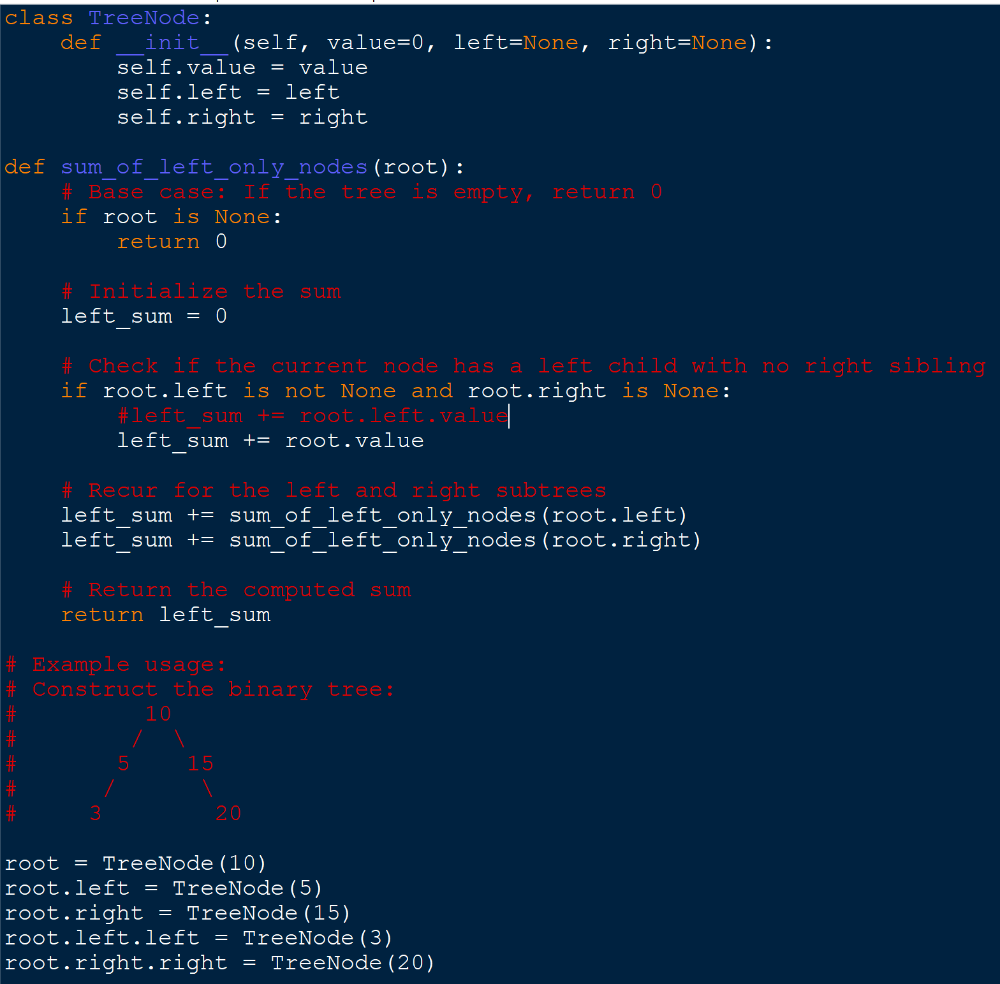 class TreeNode:
    def __init__(self, value=0, left=None, right=None):
        self.value = value
        self.left = left
        self.right = right

def sum_of_left_only_nodes(root):
    # Base case: If the tree is empty, return 0
    if root is None:
        return 0

    # Initialize the sum
    left_sum = 0

    # Check if the current node has a left child with no right sibling
    if root.left is not None and root.right is None:
        #left_sum += root.left.value
        left_sum += root.value

    # Recur for the left and right subtrees
    left_sum += sum_of_left_only_nodes(root.left)
    left_sum += sum_of_left_only_nodes(root.right)

    # Return the computed sum
    return left_sum

# Example usage:
# Construct the binary tree:
#         10
#        /  \
#       5    15
#      /      \
#     3        20

root = TreeNode(10)
root.left = TreeNode(5)
root.right = TreeNode(15)
root.left.left = TreeNode(3)
root.right.right = TreeNode(20)